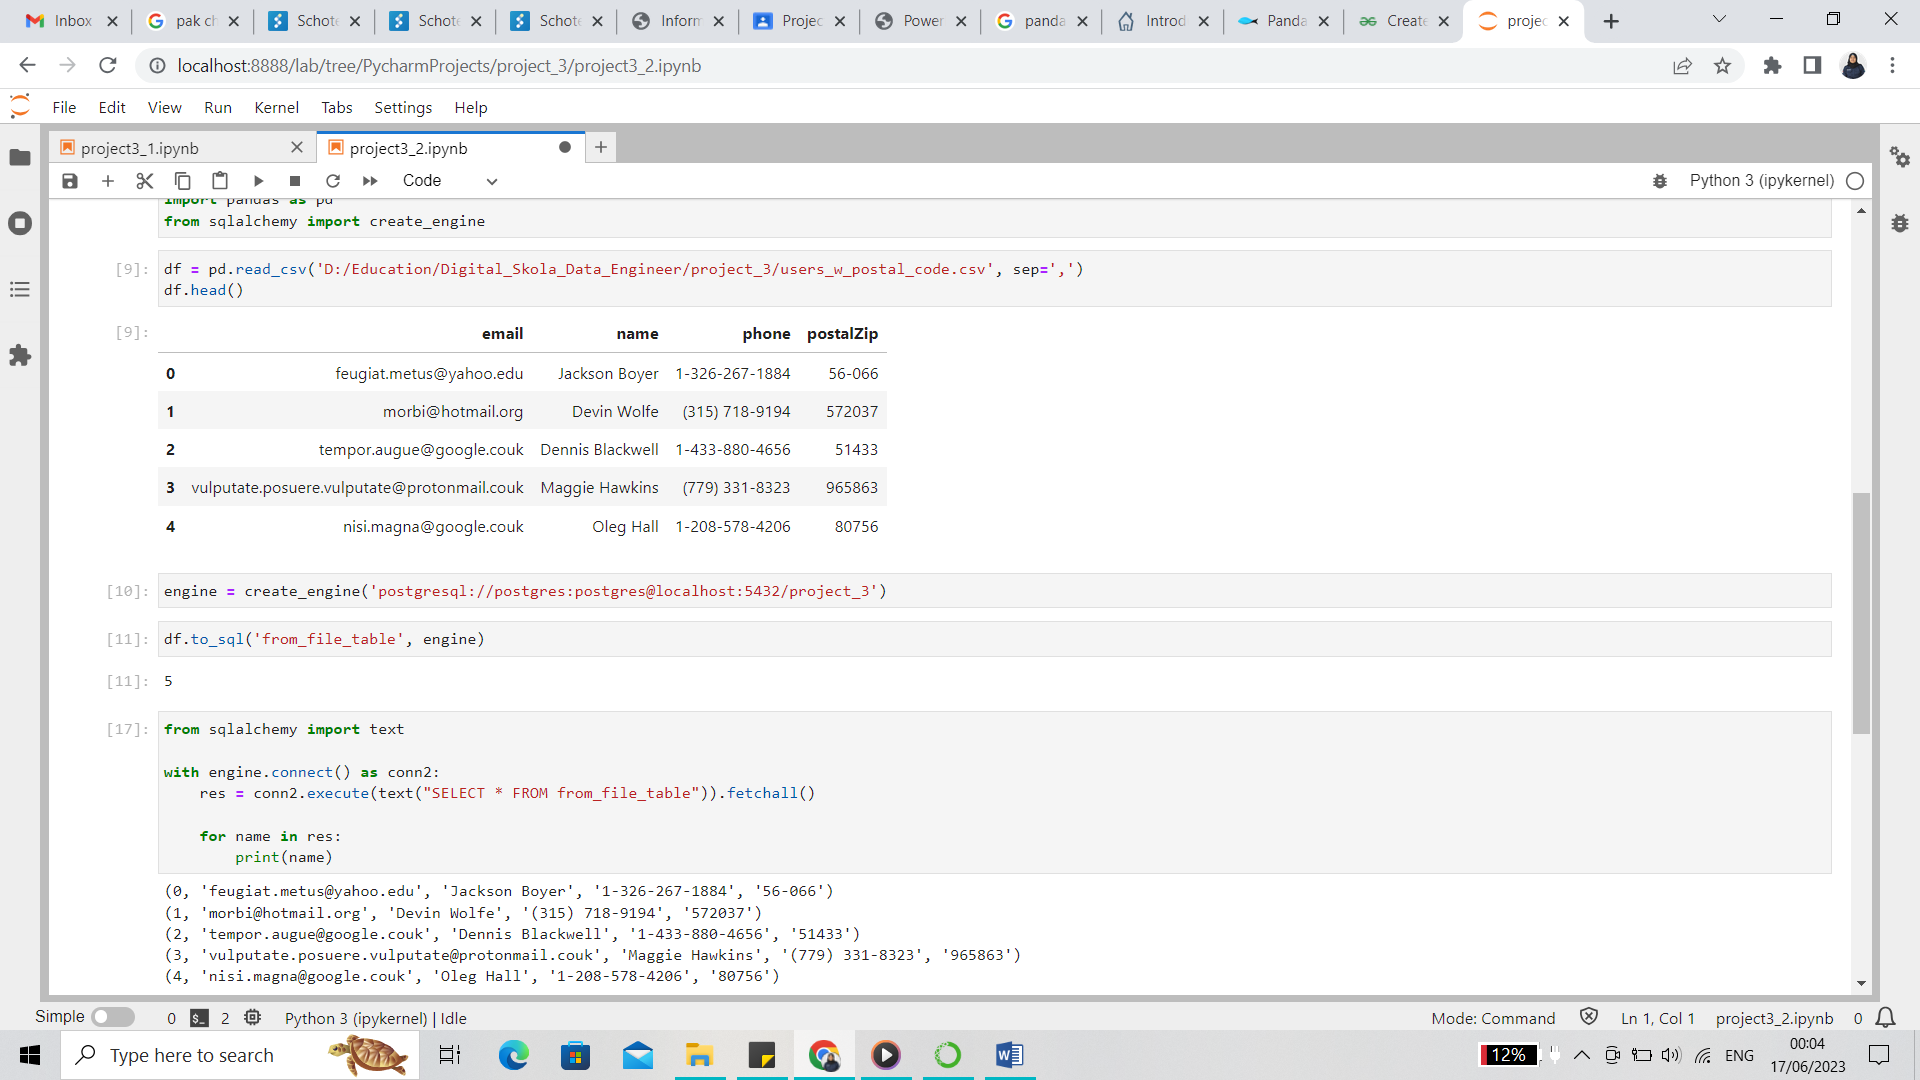 Inbox
pak ch
Schote
Schote
Schote
Inform
Projec
Power
panda
Introd
Panda
Create
projec
localhost:8888/lab/tree/PycharmProjects/project_3/project3_2.ipynb
File Edit View Run Kernel Tabs Settings Help
project3_1.ipynb
project3_2.ipynb
Code
Python 3 (ipykernel)
import pandas as pd
from sqlalchemy import create_engine
[9]: df = pd.read_csv('D:/Education/Digital_Skola_Data_Engineer/project_3/users_w_postal_code.csv', sep=',')
df.head()
[9]: email name phone postalZip
0 feugiat.metus@yahoo.edu Jackson Boyer 1-326-267-1884 56-066
1 morbi@hotmail.org Devin Wolfe (315) 718-9194 572037
2 tempor.augue@google.couk Dennis Blackwell 1-433-880-4656 51433
3 vulputate.posuere.vulputate@protonmail.couk Maggie Hawkins (779) 331-8323 965863
4 nisi.magna@google.couk Oleg Hall 1-208-578-4206 80756
[10]: engine = create_engine('postgresql://postgres:postgres@localhost:5432/project_3')
[11]: df.to_sql('from_file_table', engine)
[11]: 5
[17]: from sqlalchemy import text
with engine.connect() as conn2:
res = conn2.execute(text("SELECT * FROM from_file_table")).fetchall()
for name in res:
print(name)
(0, 'feugiat.metus@yahoo.edu', 'Jackson Boyer', '1-326-267-1884', '56-066')
(1, 'morbi@hotmail.org', 'Devin Wolfe', '(315) 718-9194', '572037')
(2, 'tempor.augue@google.couk', 'Dennis Blackwell', '1-433-880-4656', '51433')
(3, 'vulputate.posuere.vulputate@protonmail.couk', 'Maggie Hawkins', '(779) 331-8323', '965863')
(4, 'nisi.magna@google.couk', 'Oleg Hall', '1-208-578-4206', '80756')
Simple 0 2 Python 3 (ipykernel) | Idle
Mode: Command Ln 1, Col 1 project3_2.ipynb 0
Type here to search
12%
ENG
00:04
17/06/2023